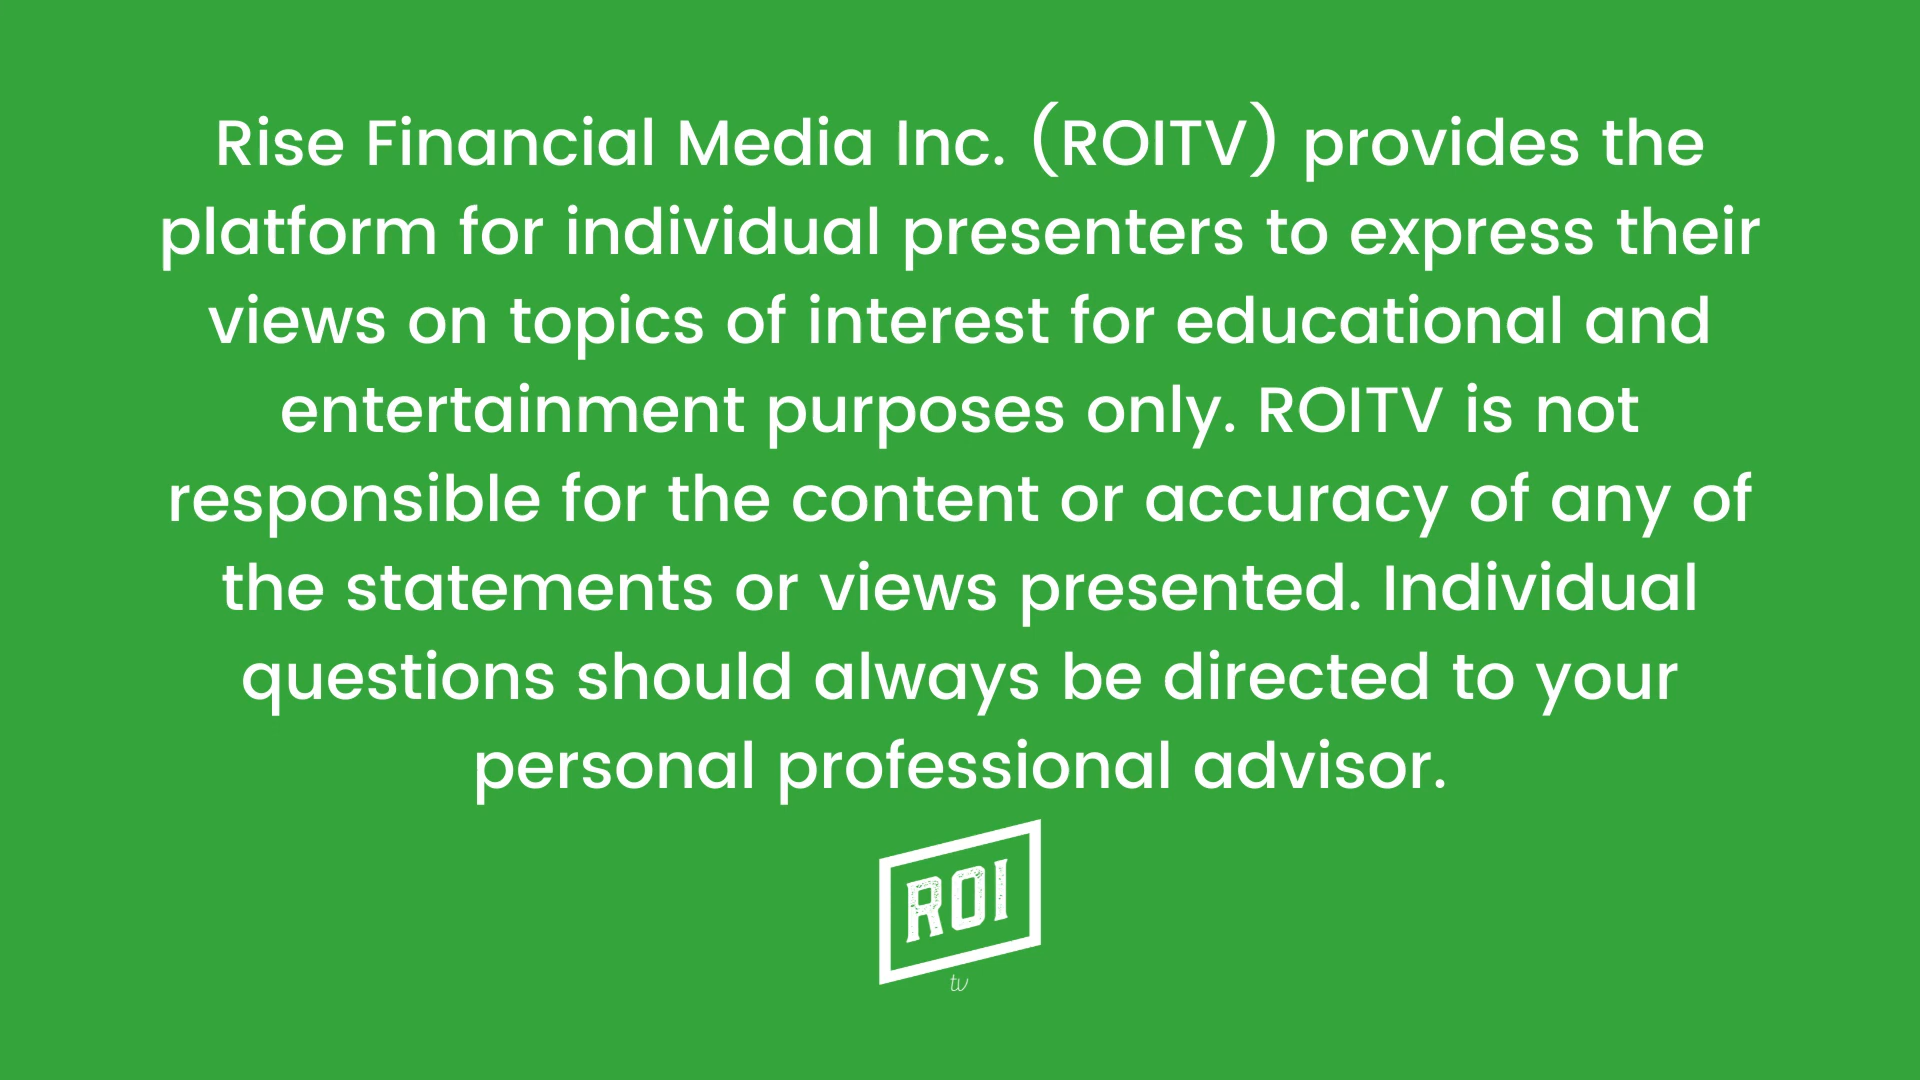 Rise Financial Media Inc. (ROITV) provides the
platform for individual presenters to express their
views on topics of interest for educational and
entertainment purposes only. ROITV is not
responsible for the content or accuracy of any of
the statements or views presented. Individual
questions should always be directed to your
personal professional advisor.
ROI
tv